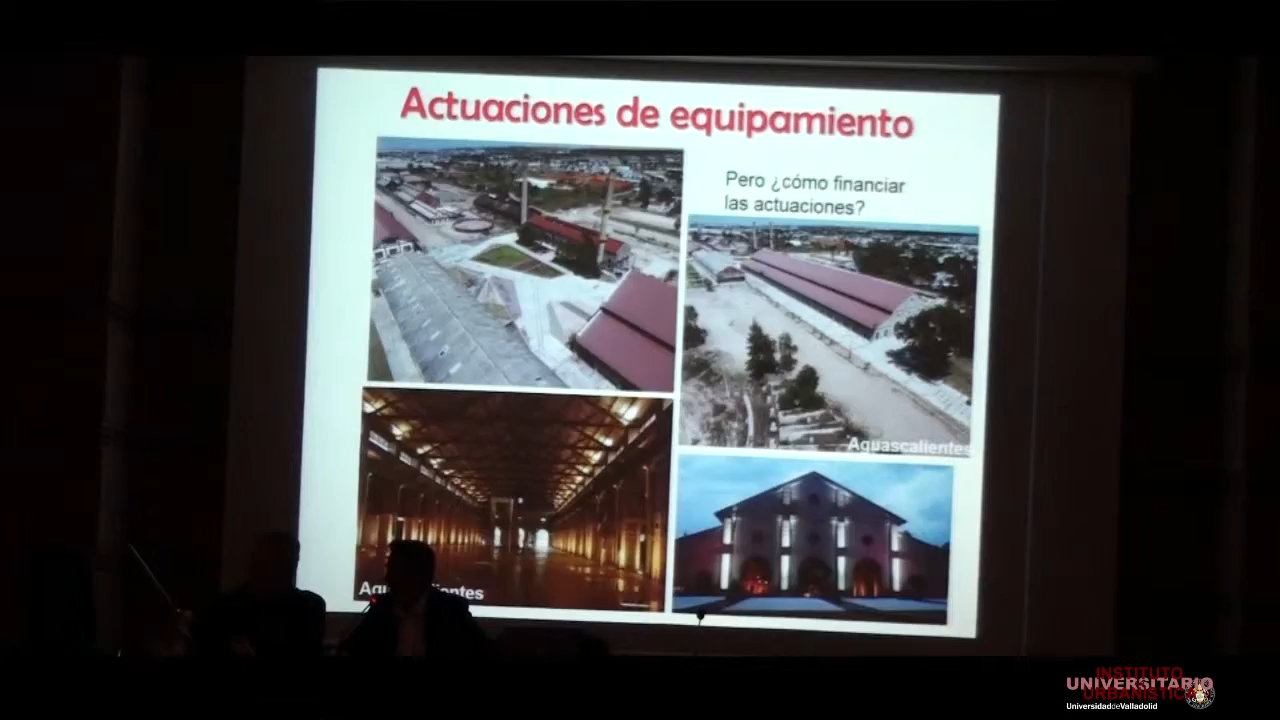 Actuaciones de equipamiento
Pero ¿cómo financiar
las actuaciones?
Aguascalientes
INSTITUTO
UNIVERSITARIO
URBANÍSTICA
UniversidaddeValladolid